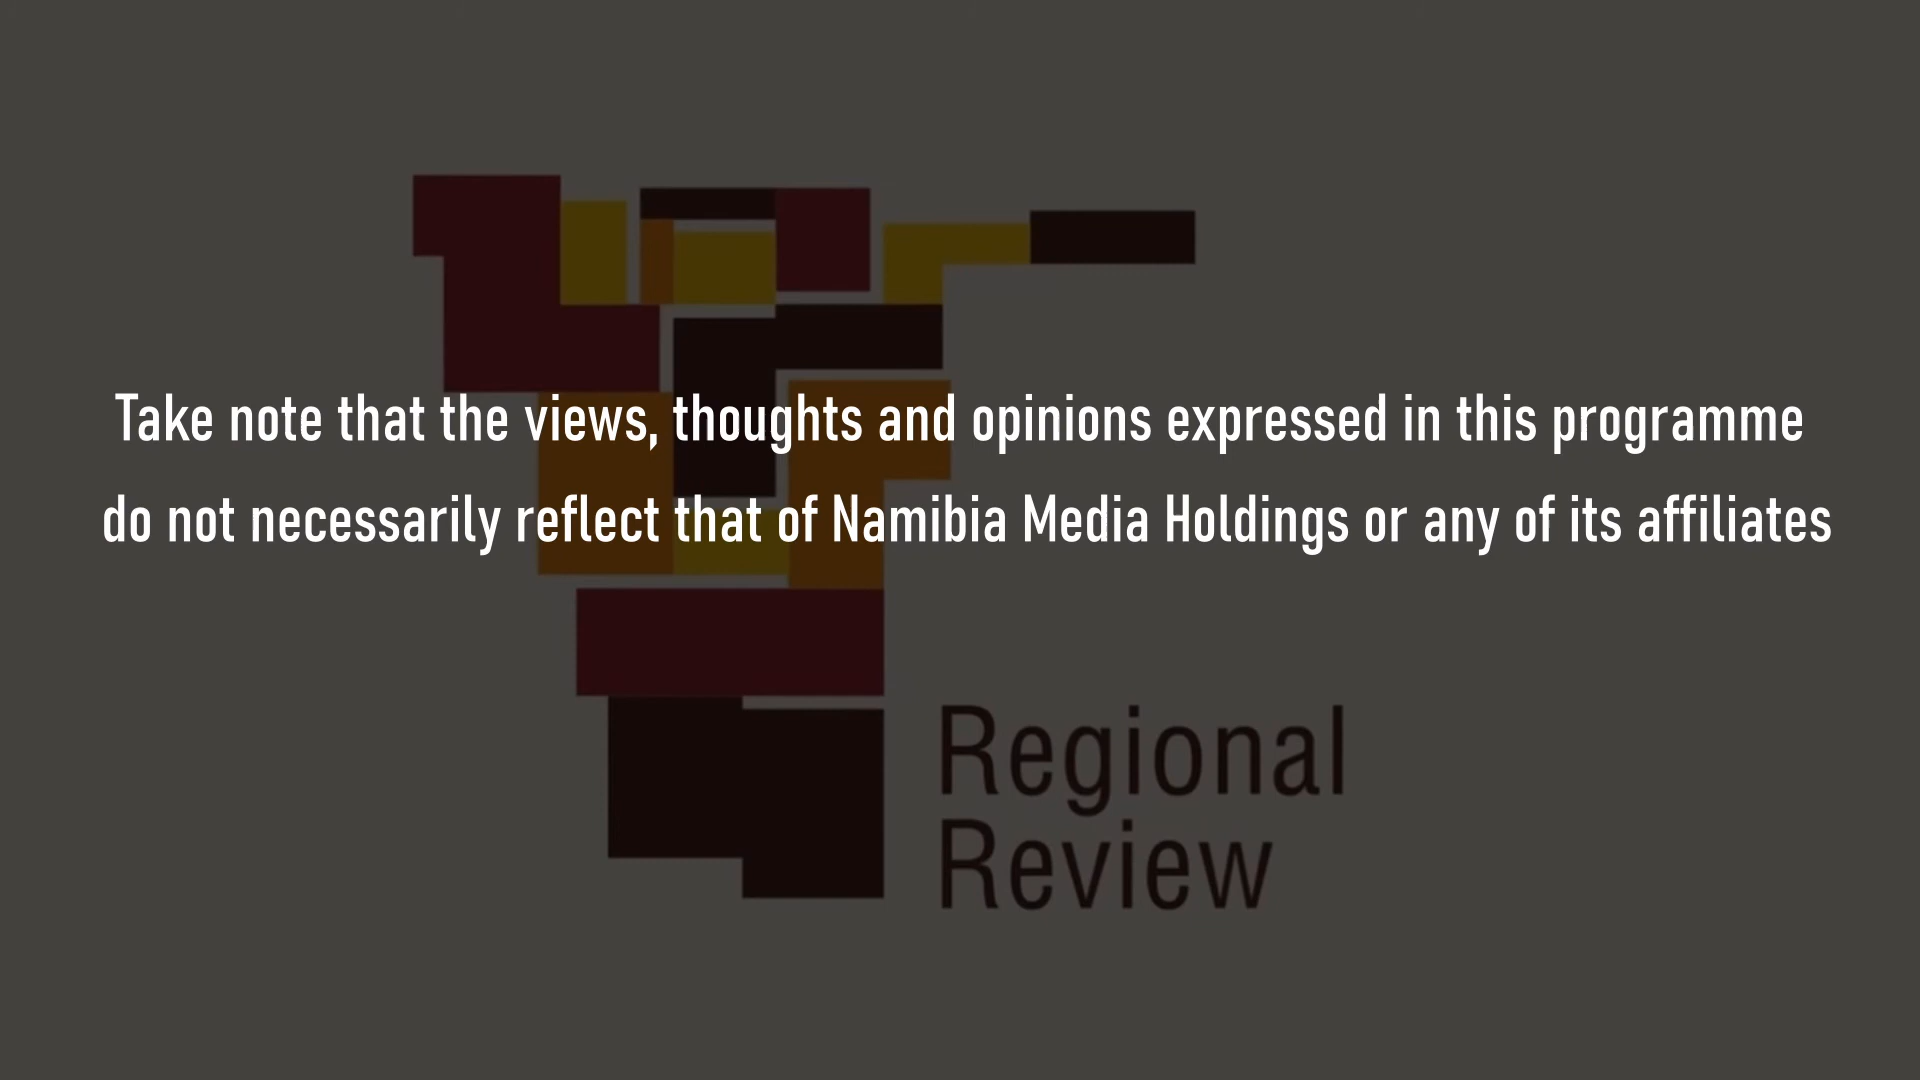 Take note that the views, thoughts and opinions expressed in this programme
do not necessarily reflect that of Namibia Media Holdings or any of its affiliates
Regional
Review